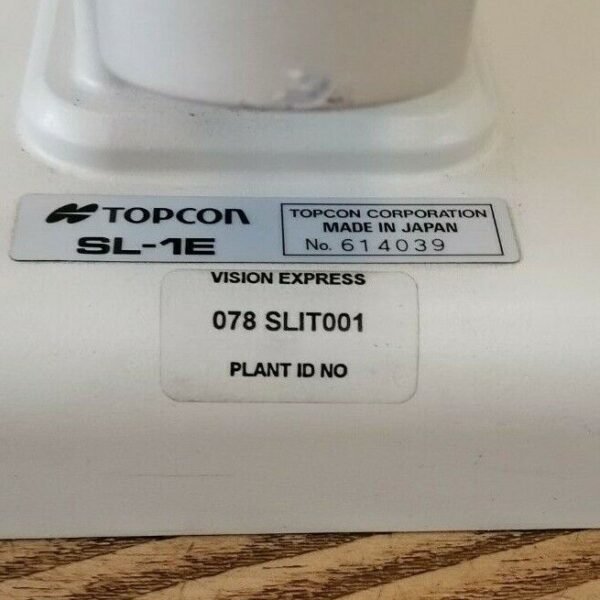 TOPCON
SL-1E
TOPCON CORPORATION
MADE IN JAPAN
No. 614039
VISION EXPRESS
078 SLIT001
PLANT ID NO